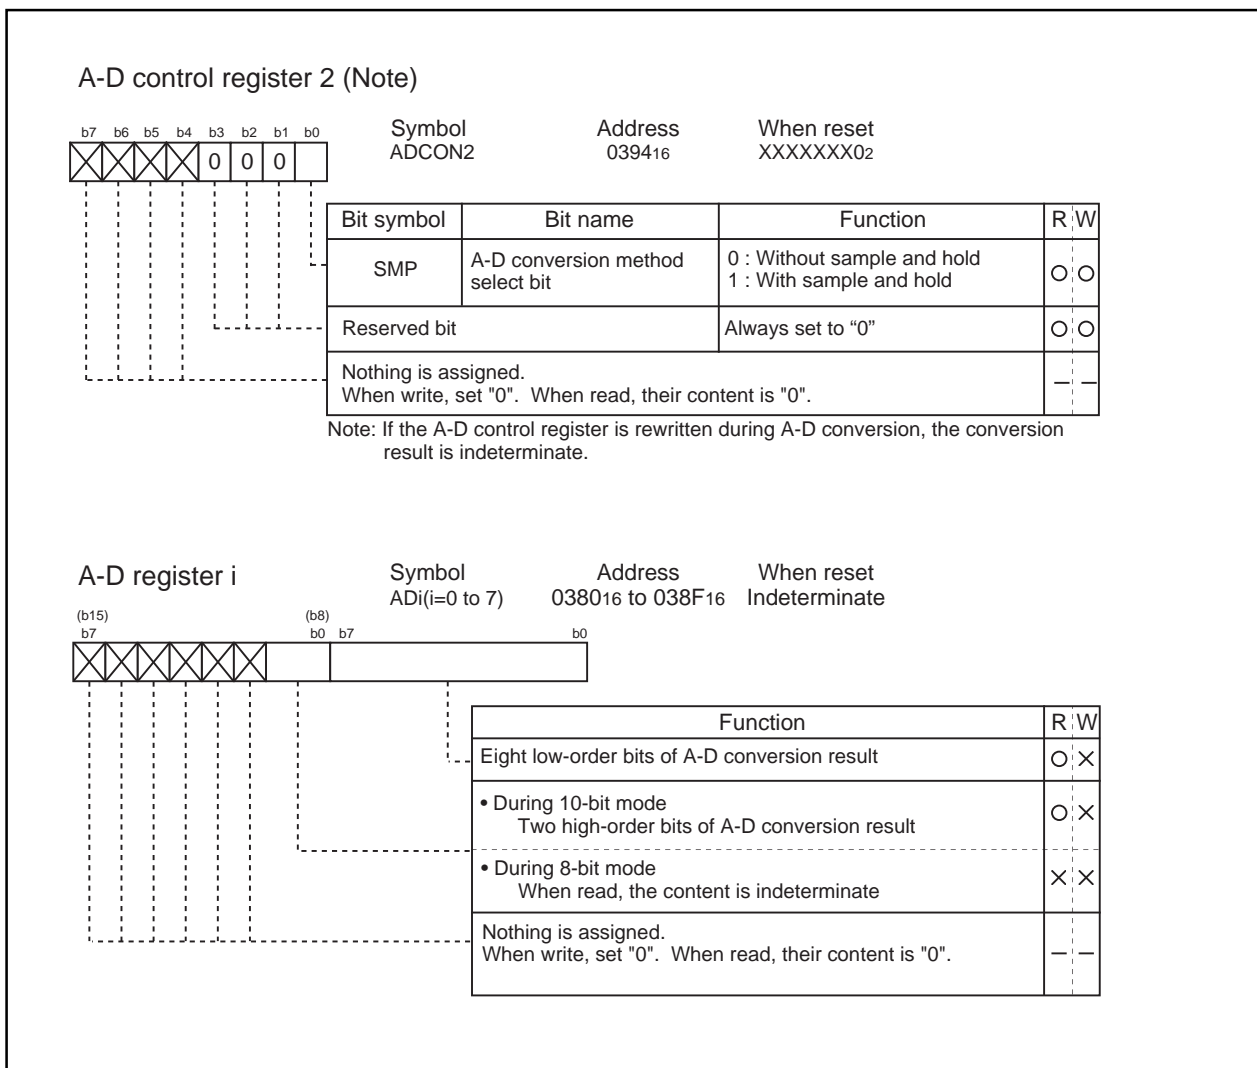 A-D control register 2 (Note)
b7 b6 b5 b4 b3 b2 b1 b0
0 0 0
Symbol Address When reset
ADCON2 039416 XXXXXXX02
Bit symbol Bit name Function R W
SMP A-D conversion method select bit 0 : Without sample and hold
1 : With sample and hold
Reserved bit Always set to “0”
Nothing is assigned.
When write, set "0". When read, their content is "0". – –
Note: If the A-D control register is rewritten during A-D conversion, the conversion
result is indeterminate.
A-D register i
Symbol Address When reset
ADi(i=0 to 7) 038016 to 038F16 Indeterminate
(b15) (b8)
b7 b0 b7 b0
Function R W
Eight low-order bits of A-D conversion result
• During 10-bit mode
Two high-order bits of A-D conversion result
• During 8-bit mode
When read, the content is indeterminate
Nothing is assigned.
When write, set "0". When read, their content is "0". – –